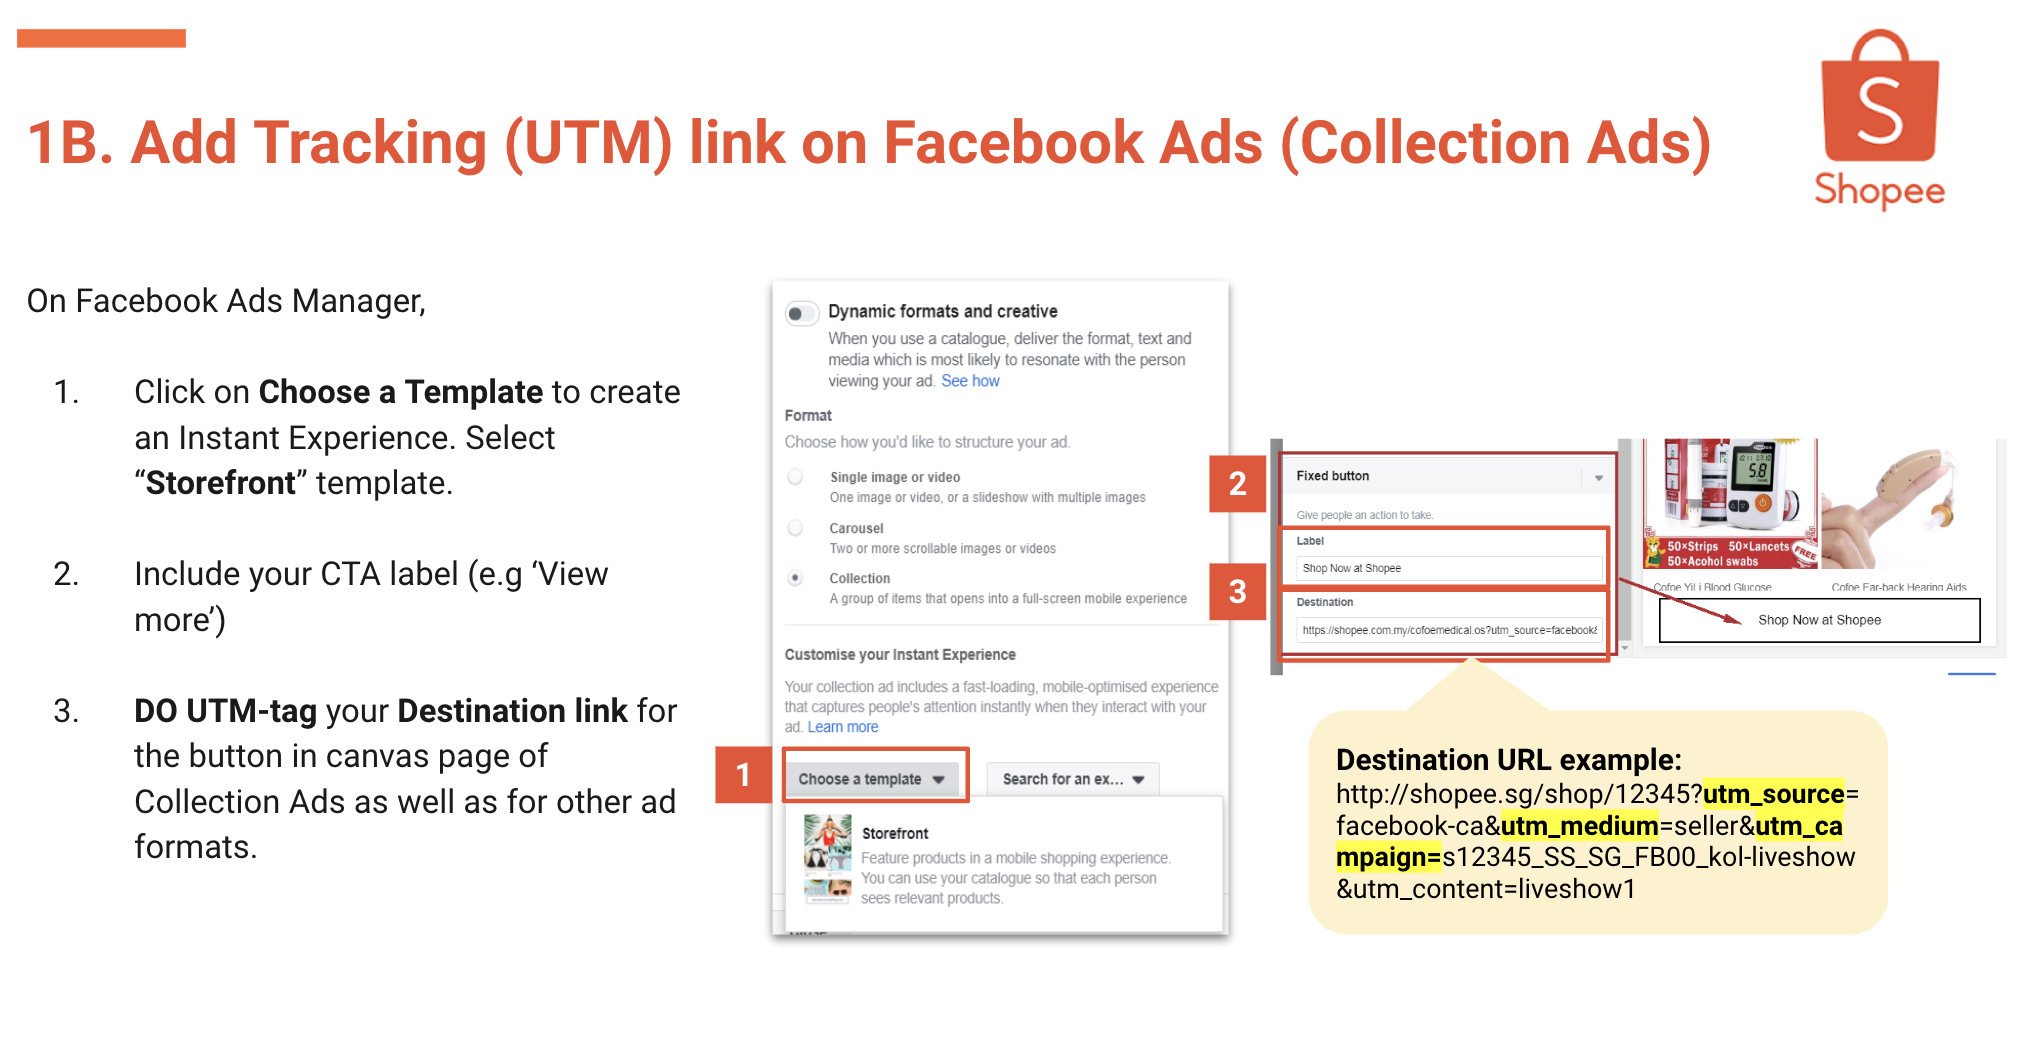 1B. Add Tracking (UTM) link on Facebook Ads (Collection Ads)
S
Shopee
On Facebook Ads Manager,
1. Click on Choose a Template to create
an Instant Experience. Select
“Storefront” template.
2. Include your CTA label (e.g ‘View
more’)
3. DO UTM-tag your Destination link for
the button in canvas page of
Collection Ads as well as for other ad
formats.
Dynamic formats and creative
When you use a catalogue, deliver the format, text and
media which is most likely to resonate with the person
viewing your ad. See how
Format
Choose how you'd like to structure your ad.
Single image or video
One image or video, or a slideshow with multiple images
Carousel
Two or more scrollable images or videos
Collection
A group of items that opens into a full-screen mobile experience
Customise your Instant Experience
Your collection ad includes a fast-loading, mobile-optimised experience
that captures people's attention instantly when they interact with your
ad. Learn more
1
Choose a template
Search for an ex...
Storefront
Feature products in a mobile shopping experience.
You can use your catalogue so that each person
sees relevant products.
2
Fixed button
Give people an action to take.
Label
Shop Now at Shopee
3
Destination
https://shopee.com.my/cofoemedical.os?utm_source=facebook&
5.8
50×Strips 50×Lancets
50×Acohol swabs
FREE
Cofoe YiLi Blood Glucose
Cofoe Ear-back Hearing Aids
Shop Now at Shopee
Destination URL example:
http://shopee.sg/shop/12345?utm_source=
facebook-ca&utm_medium=seller&utm_ca
mpaign=s12345_SS_SG_FB00_kol-liveshow
&utm_content=liveshow1